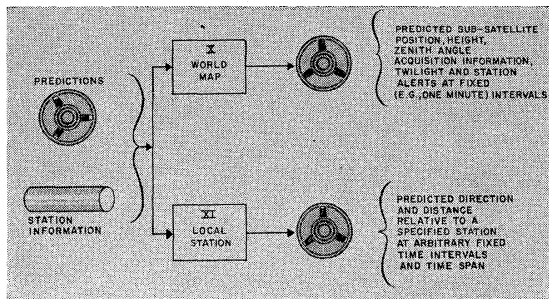 PREDICTIONS
STATION
INFORMATION
X
WORLD
MAP
PREDICTED SUB-SATELLITE
POSITION, HEIGHT,
ZENITH ANGLE
ACQUISITION INFORMATION,
TWILIGHT AND STATION
ALERTS AT FIXED
(E.G., ONE MINUTE) INTERVALS
XI
LOCAL
STATION
PREDICTED DIRECTION
AND DISTANCE
RELATIVE TO A
SPECIFIED STATION
AT ARBITRARY FIXED
TIME INTERVALS
AND TIME SPAN